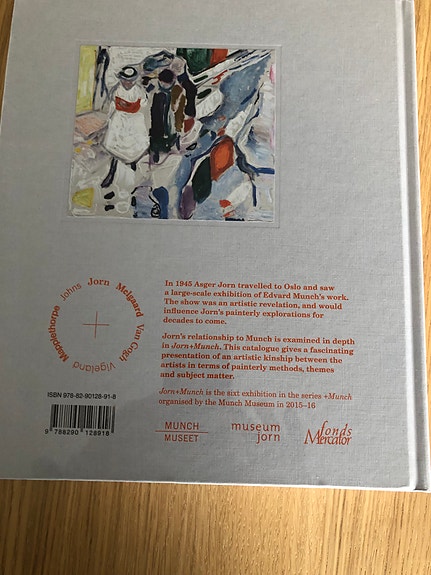 Mapplethorpe Johns Jorn Melgaard Van Gogh Vigeland
In 1945 Asger Jorn travelled to Oslo and saw
a large-scale exhibition of Edvard Munch's work.
The show was an artistic revelation, and would
influence Jorn's painterly explorations for
decades to come.
Jorn's relationship to Munch is examined in depth
in Jorn+Munch. This catalogue gives a fascinating
presentation of an artistic kinship between the
artists in terms of painterly methods, themes
and subject matter.
Jorn+Munch is the sixth exhibition in the series +Munch
organised by the Munch Museum in 2015–16
ISBN 978-82-90128-91-8
9 788290 128918
MUNCH
MUSEET
museum
jorn
fonds
Mercator